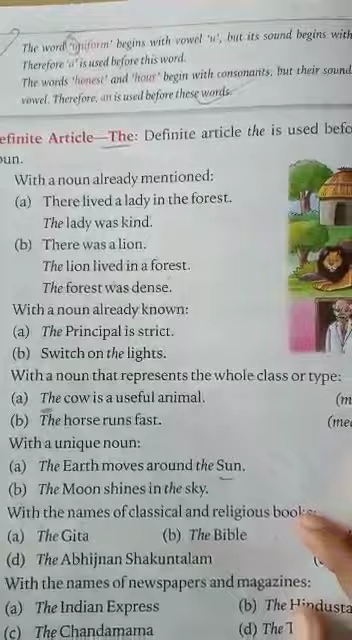 The word 'uniform' begins with vowel 'u', but its sound begins with
Therefore 'a' is used before this word.
The words 'honest' and 'hour' begin with consonants, but their sound
vowel. Therefore, an is used before these words.
efinite Article—The: Definite article the is used befo
oun.
With a noun already mentioned:
(a) There lived a lady in the forest.
The lady was kind.
(b) There was a lion.
The lion lived in a forest.
The forest was dense.
With a noun already known:
(a) The Principal is strict.
(b) Switch on the lights.
With a noun that represents the whole class or type:
(a) The cow is a useful animal. (m
(b) The horse runs fast. (mea
With a unique noun:
(a) The Earth moves around the Sun.
(b) The Moon shines in the sky.
With the names of classical and religious books:
(a) The Gita (b) The Bible
(d) The Abhijnan Shakuntalam
With the names of newspapers and magazines:
(a) The Indian Express (b) The Hindusta
(c) The Chandamama (d) The T